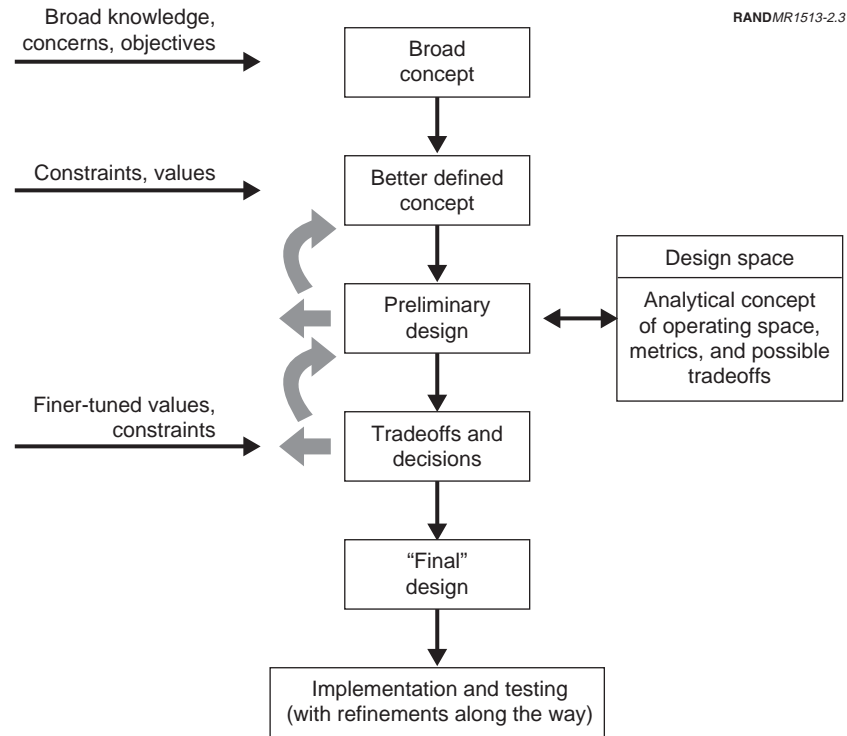 RANDMR1513-2.3
Broad knowledge,
concerns, objectives
Broad
concept
Constraints, values
Better defined
concept
Preliminary
design
Design space
Analytical concept
of operating space,
metrics, and possible
tradeoffs
Finer-tuned values,
constraints
Tradeoffs and
decisions
“Final”
design
Implementation and testing
(with refinements along the way)